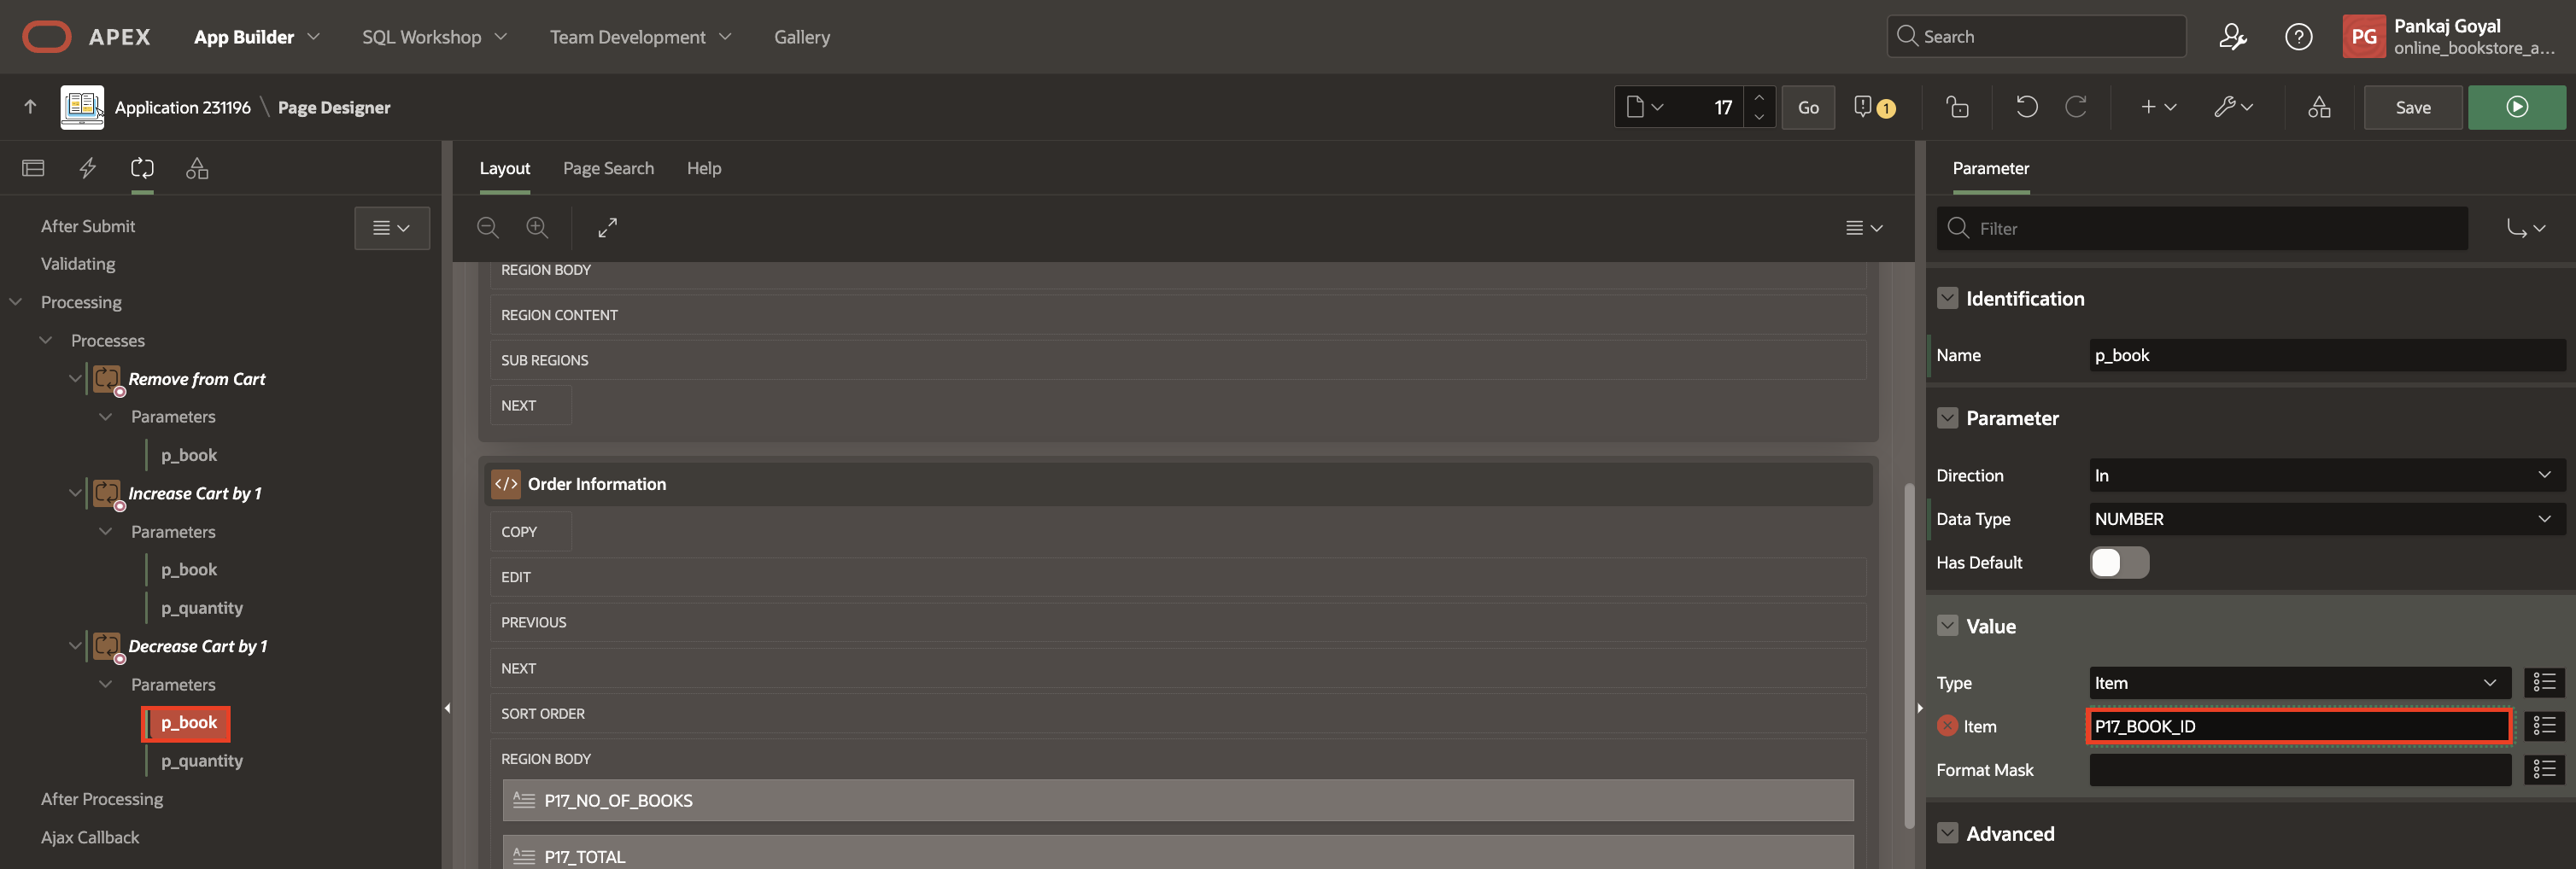 APEX App Builder SQL Workshop Team Development Gallery Search PG Pankaj Goyal
online_bookstore_a...
Application 231196 \ Page Designer 17 Go 1 Save
Layout Page Search Help
Parameter
After Submit
Validating
Processing
Processes
Remove from Cart
Parameters
p_book
Increase Cart by 1
Parameters
p_book
p_quantity
Decrease Cart by 1
Parameters
p_book
p_quantity
After Processing
Ajax Callback
REGION BODY
REGION CONTENT
SUB REGIONS
NEXT
</> Order Information
COPY
EDIT
PREVIOUS
NEXT
SORT ORDER
REGION BODY
P17_NO_OF_BOOKS
P17_TOTAL
Filter
Identification
Name p_book
Parameter
Direction In
Data Type NUMBER
Has Default
Value
Type Item
Item P17_BOOK_ID
Format Mask
Advanced